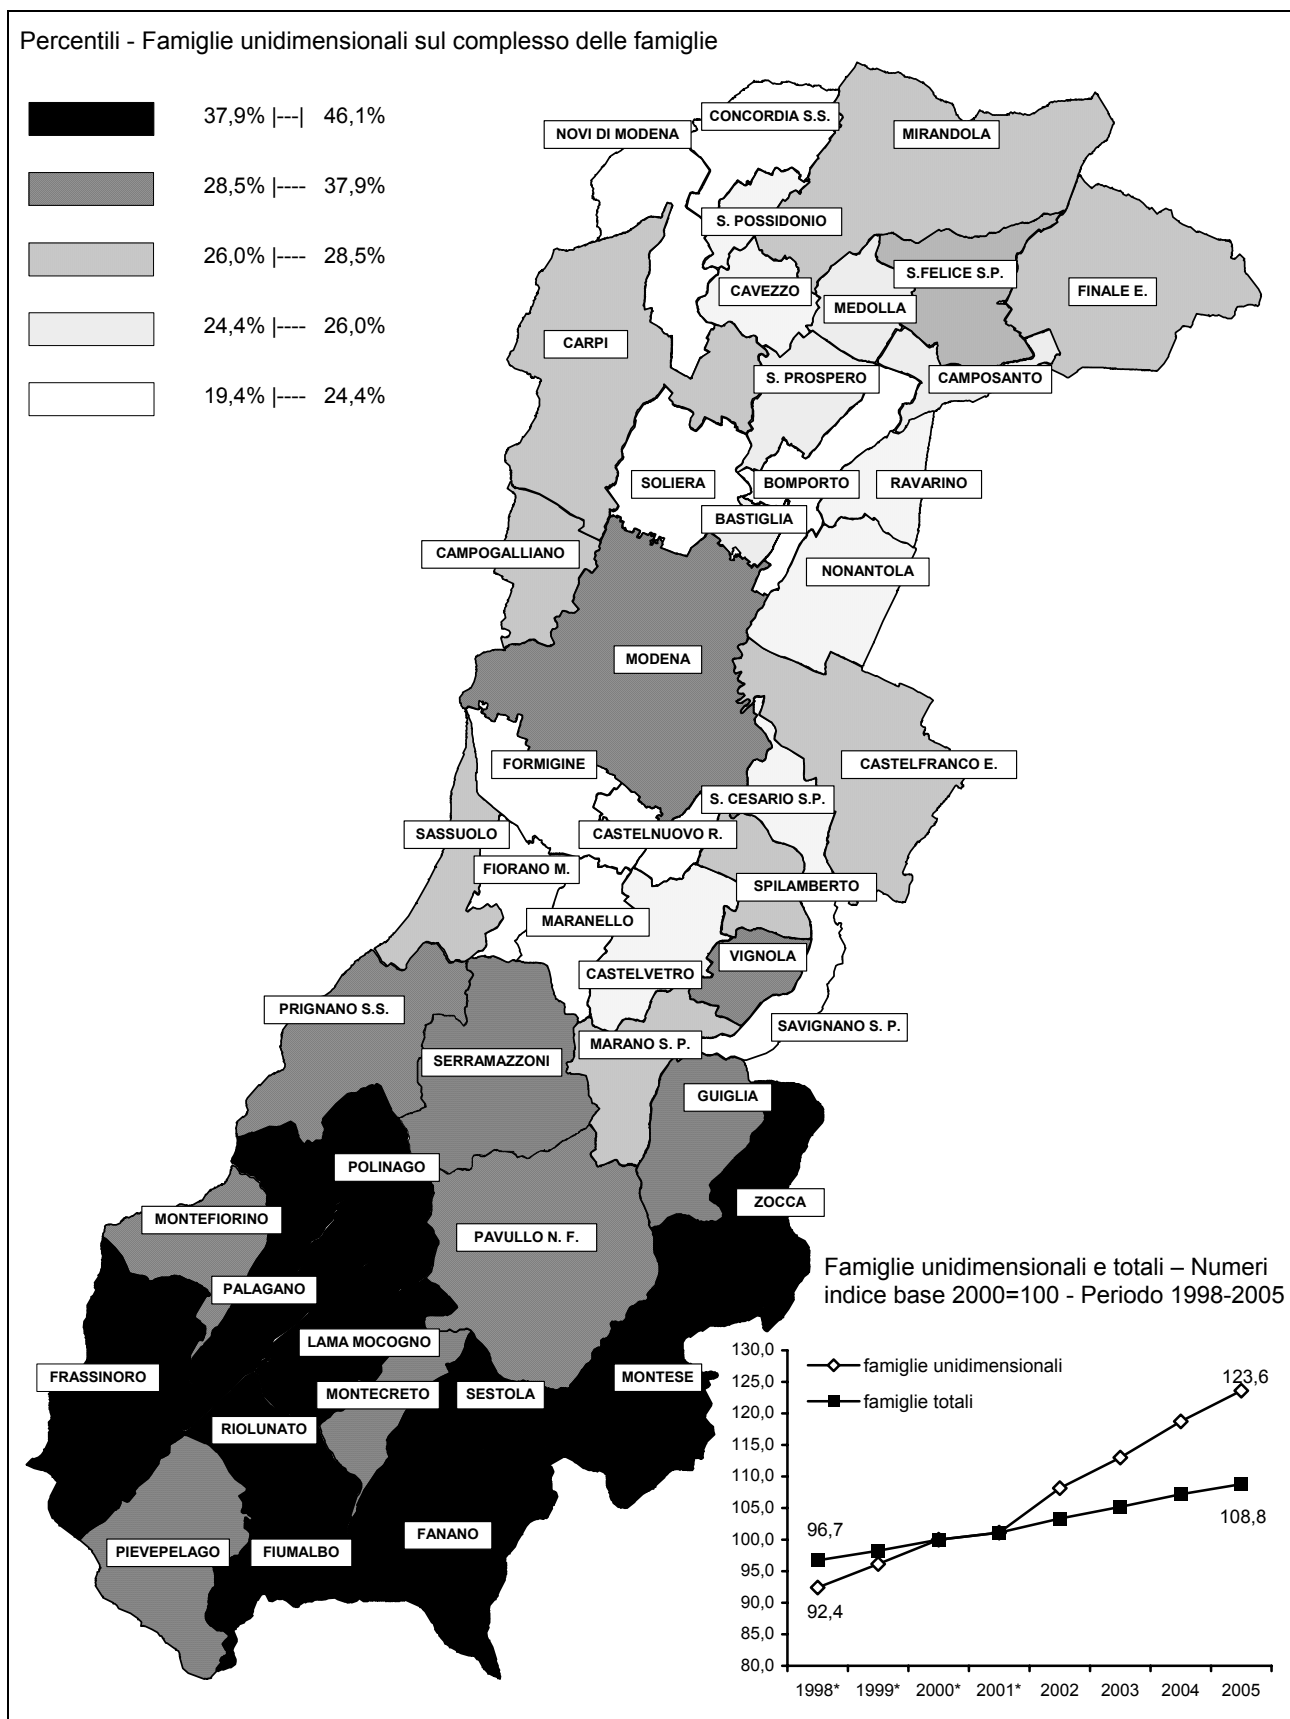 Percentili - Famiglie unidimensionali sul complesso delle famiglie
37,9% |---| 46,1%
28,5% |---- 37,9%
26,0% |---- 28,5%
24,4% |---- 26,0%
19,4% |---- 24,4%
CONCORDIA S.S.
NOVI DI MODENA
MIRANDOLA
S. POSSIDONIO
S.FELICE S.P.
CAVEZZO
FINALE E.
MEDOLLA
CARPI
S. PROSPERO
CAMPOSANTO
SOLIERA
BOMPORTO
RAVARINO
BASTIGLIA
CAMPOGALLIANO
NONANTOLA
MODENA
FORMIGINE
CASTELFRANCO E.
S. CESARIO S.P.
SASSUOLO
CASTELNUOVO R.
FIORANO M.
SPILAMBERTO
MARANELLO
VIGNOLA
CASTELVETRO
PRIGNANO S.S.
SAVIGNANO S. P.
MARANO S. P.
SERRAMAZZONI
GUIGLIA
POLINAGO
ZOCCA
MONTEFIORINO
PAVULLO N. F.
PALAGANO
LAMA MOCOGNO
FRASSINORO
MONTESE
MONTECRETO
SESTOLA
RIOLUNATO
FANANO
PIEVEPELAGO
FIUMALBO
Famiglie unidimensionali e totali – Numeri
indice base 2000=100 - Periodo 1998-2005
130,0
125,0
120,0
115,0
110,0
105,0
100,0
95,0
90,0
85,0
80,0
famiglie unidimensionali
famiglie totali
123,6
108,8
96,7
92,4
1998* 1999* 2000* 2001* 2002 2003 2004 2005